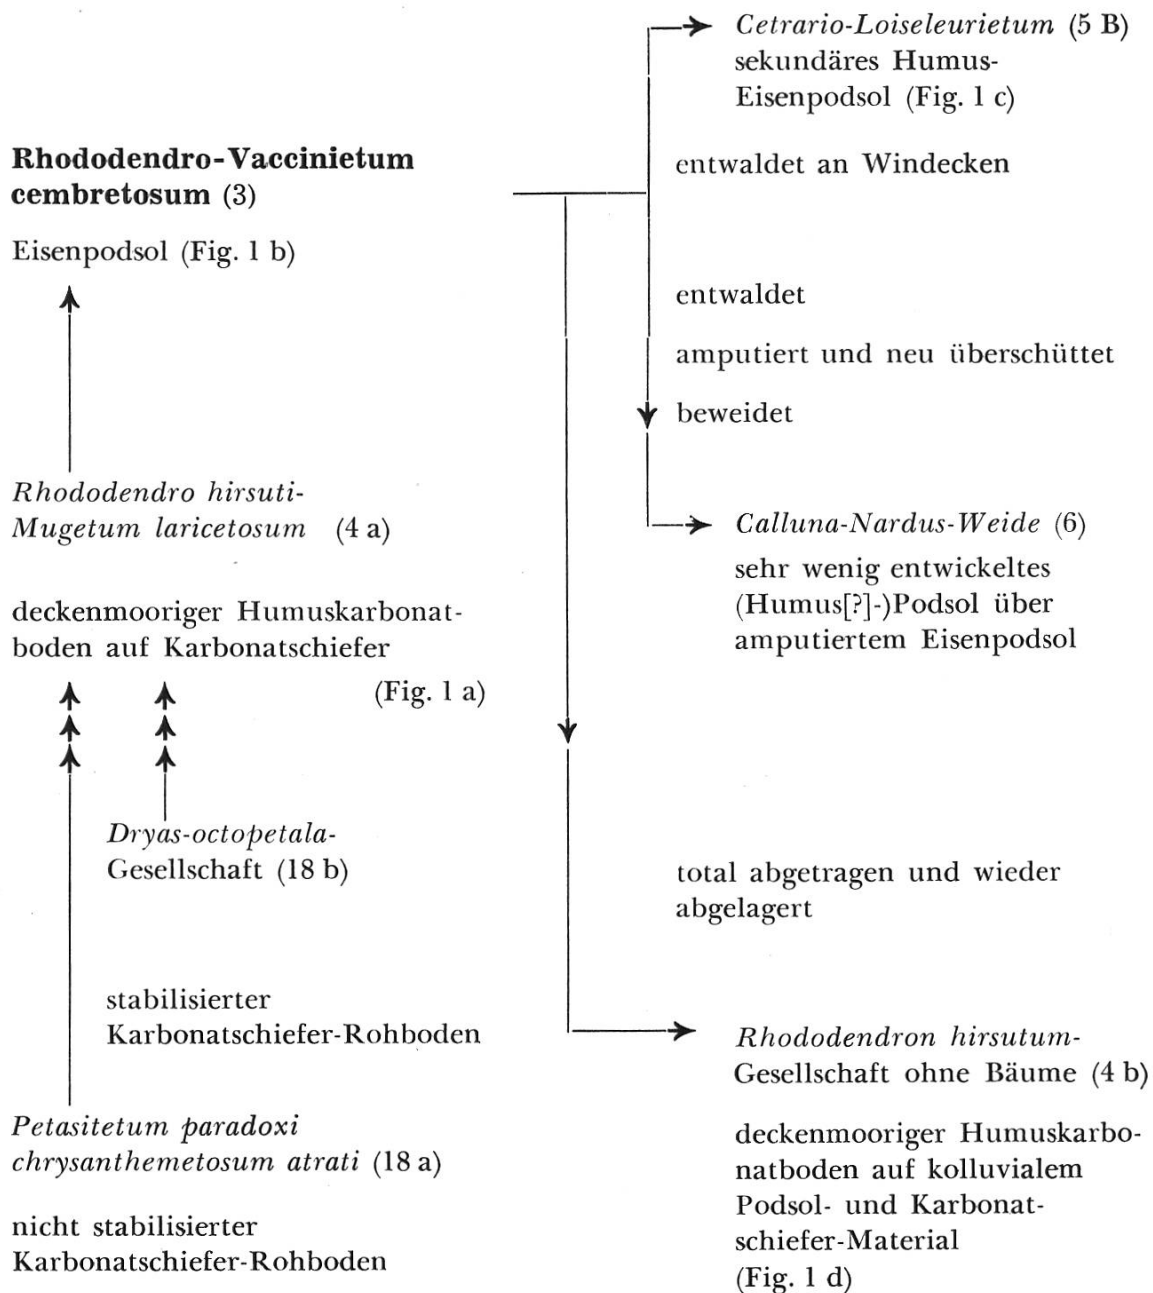 Rhododendro-Vaccinietum
cembretosum (3)
Eisenpodsol (Fig. 1 b)
Rhododendro hirsuti-
Mugetum laricetosum (4 a)
deckenmooriger Humuskarbonat-
boden auf Karbonatschiefer
(Fig. 1 a)
Dryas-octopetala-
Gesellschaft (18 b)
stabilisierter
Karbonatschiefer-Rohboden
Petasitetum paradoxi
chrysanthemetosum atrati (18 a)
nicht stabilisierter
Karbonatschiefer-Rohboden
Cetrario-Loiseleurietum (5 B)
sekundäres Humus-
Eisenpodsol (Fig. 1 c)
entwaldet an Windecken
entwaldet
amputiert und neu überschüttet
beweidet
Calluna-Nardus-Weide (6)
sehr wenig entwickeltes
(Humus[?]-)Podsol über
amputiertem Eisenpodsol
total abgetragen und wieder
abgelagert
Rhododendron hirsutum-
Gesellschaft ohne Bäume (4 b)
deckenmooriger Humuskarbo-
natboden auf kolluvialem
Podsol- und Karbonat-
schiefer-Material
(Fig. 1 d)